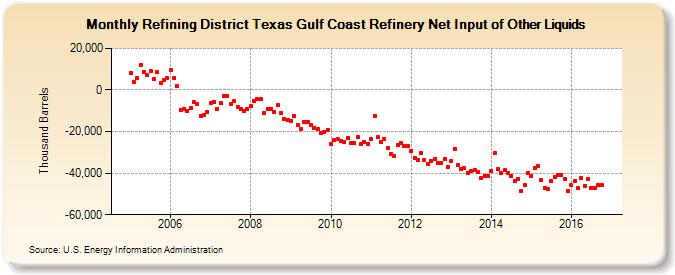 Monthly Refining District Texas Gulf Coast Refinery Net Input of Other Liquids
Thousand Barrels
20,000
0
-20,000
-40,000
-60,000
2006 2008 2010 2012 2014 2016
Source: U.S. Energy Information Administration